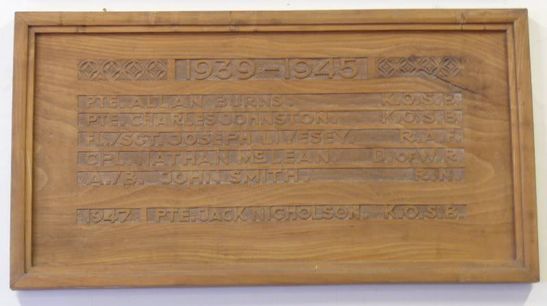 1939-1945
PTE. ALLAN BURNS. K.O.S.B.
PTE. CHARLES JOHNSTON. K.O.S.B.
FLT/SGT. JOSEPH LIVESEY. R.A.F.
CPL. NATHAN McLEAN. D. of W.R.
A./B. JOHN SMITH. R.N.
1947 PTE. JACK NICHOLSON. K.O.S.B.